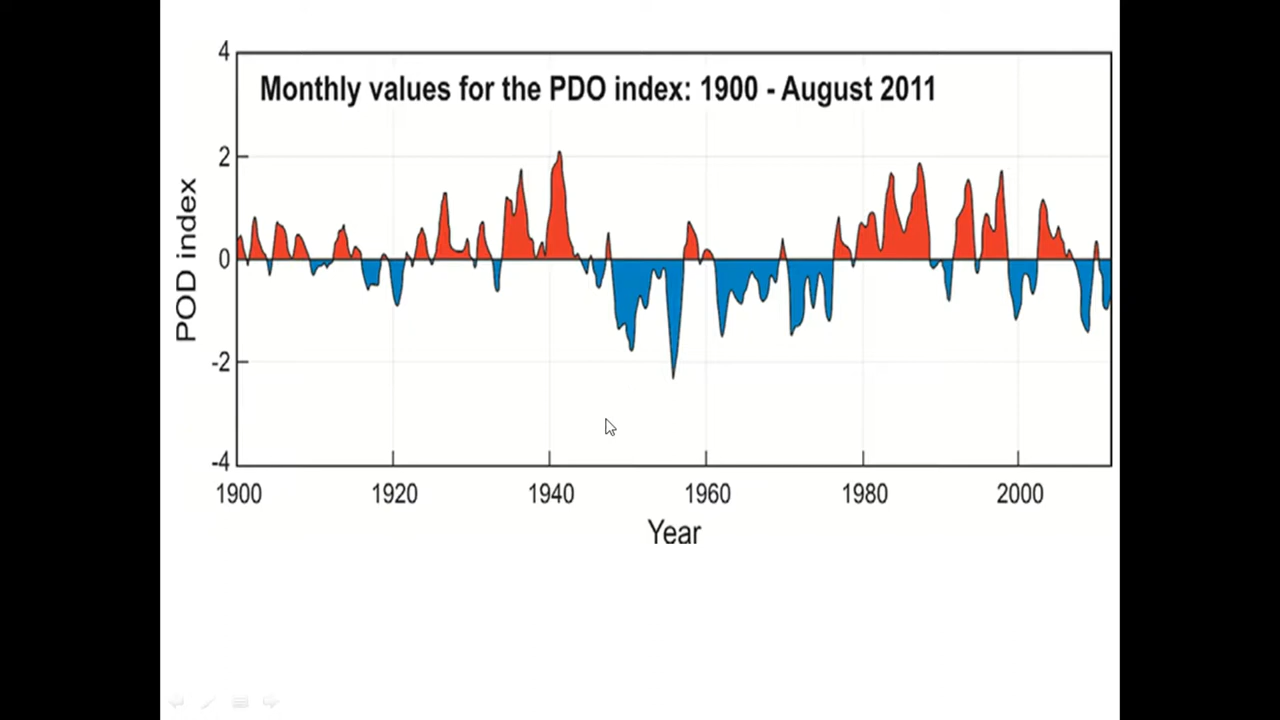 4
Monthly values for the PDO index: 1900 - August 2011
2
POD index
0
-2
-4
1900 1920 1940 1960 1980 2000
Year